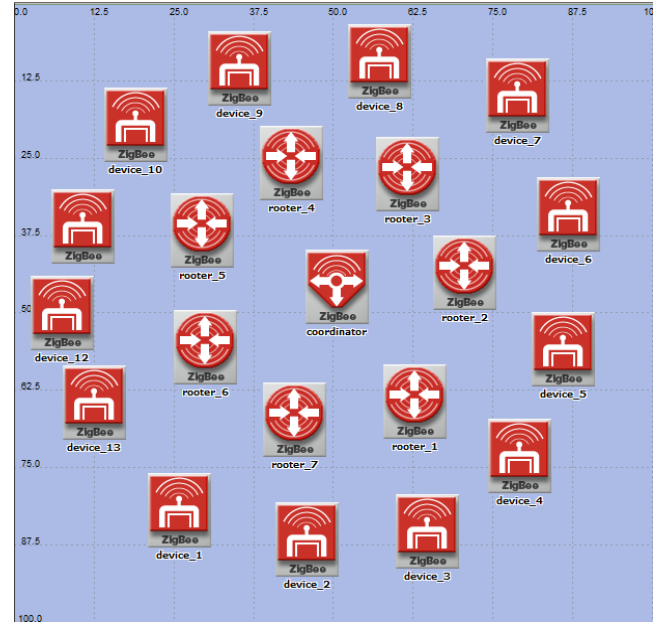 0.0 12.5 25.0 37.5 50.0 62.5 75.0 87.5 10
ZigBee
device_8
ZigBee
device_9
ZigBee
device_7
12.5
ZigBee
device_10
25.0
ZigBee
rooter_4
ZigBee
rooter_3
ZigBee
37.5
ZigBee
rooter_5
ZigBee
device_6
ZigBee
rooter_2
50
ZigBee
coordinator
ZigBee
device_12
ZigBee
rooter_6
ZigBee
device_5
62.5
ZigBee
device_13
ZigBee
rooter_7
ZigBee
rooter_1
75.0
ZigBee
device_4
87.5
ZigBee
device_1
ZigBee
device_2
ZigBee
device_3
100.0